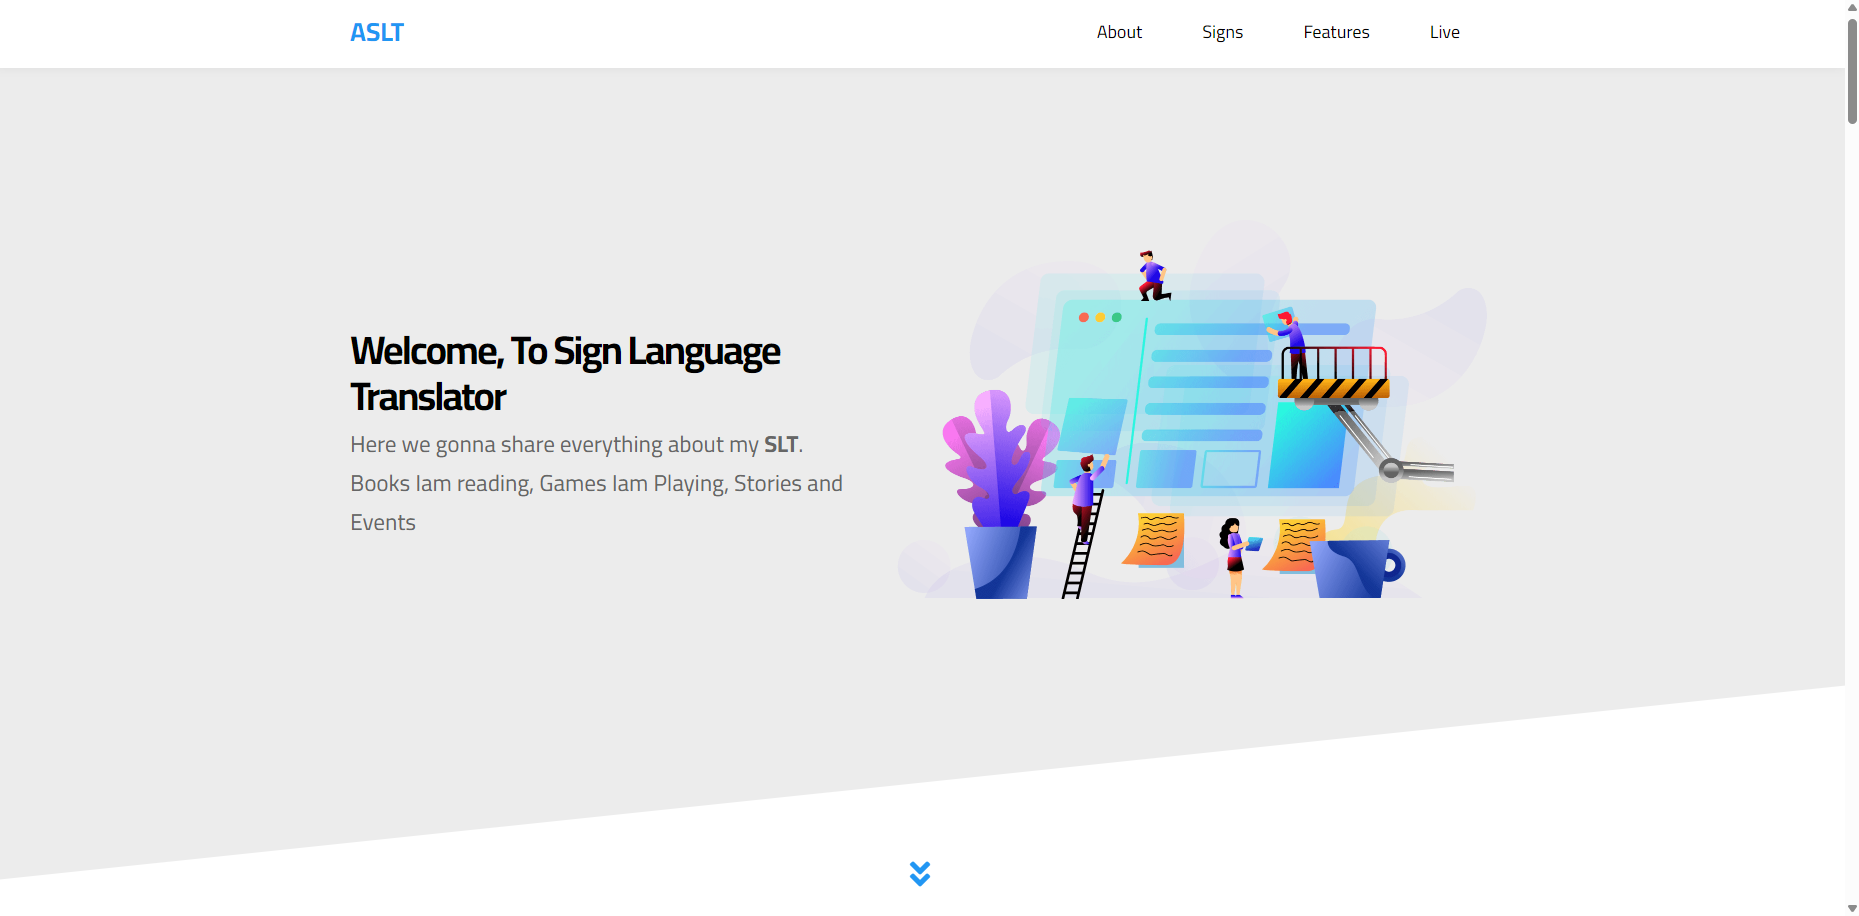 ASLT
About Signs Features Live
Welcome, To Sign Language
Translator
Here we gonna share everything about my SLT.
Books Iam reading, Games Iam Playing, Stories and
Events